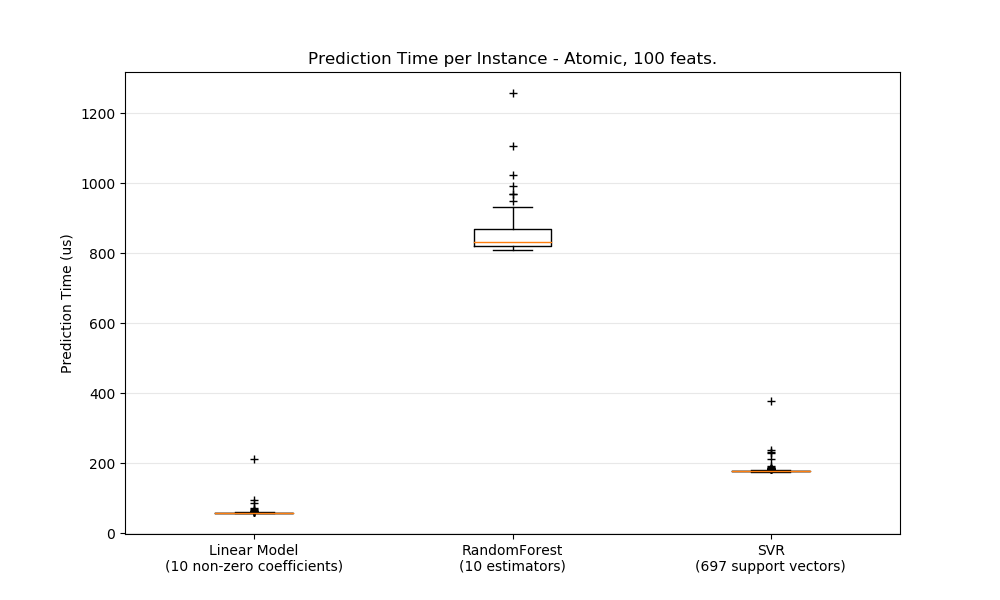 Prediction Time per Instance - Atomic, 100 feats.
Prediction Time (us)
1200
1000
800
600
400
200
0
Linear Model
(10 non-zero coefficients)
RandomForest
(10 estimators)
SVR
(697 support vectors)